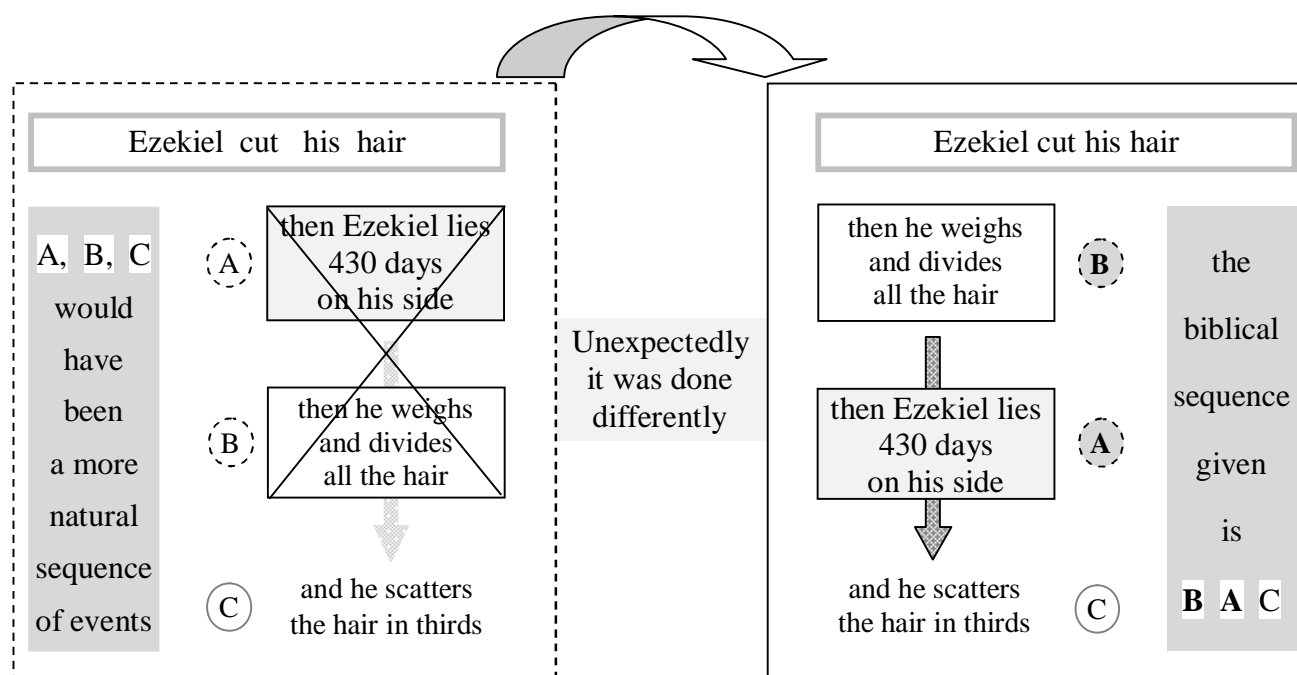 Ezekiel cut his hair
A, B, C
would
have
been
a more
natural
sequence
of events
A
then Ezekiel lies
430 days
on his side
B
then he weighs
and divides
all the hair
C
and he scatters
the hair in thirds
Unexpectedly
it was done
differently
Ezekiel cut his hair
then he weighs
and divides
all the hair
B
then Ezekiel lies
430 days
on his side
A
and he scatters
the hair in thirds
C
the
biblical
sequence
given
is
B A C